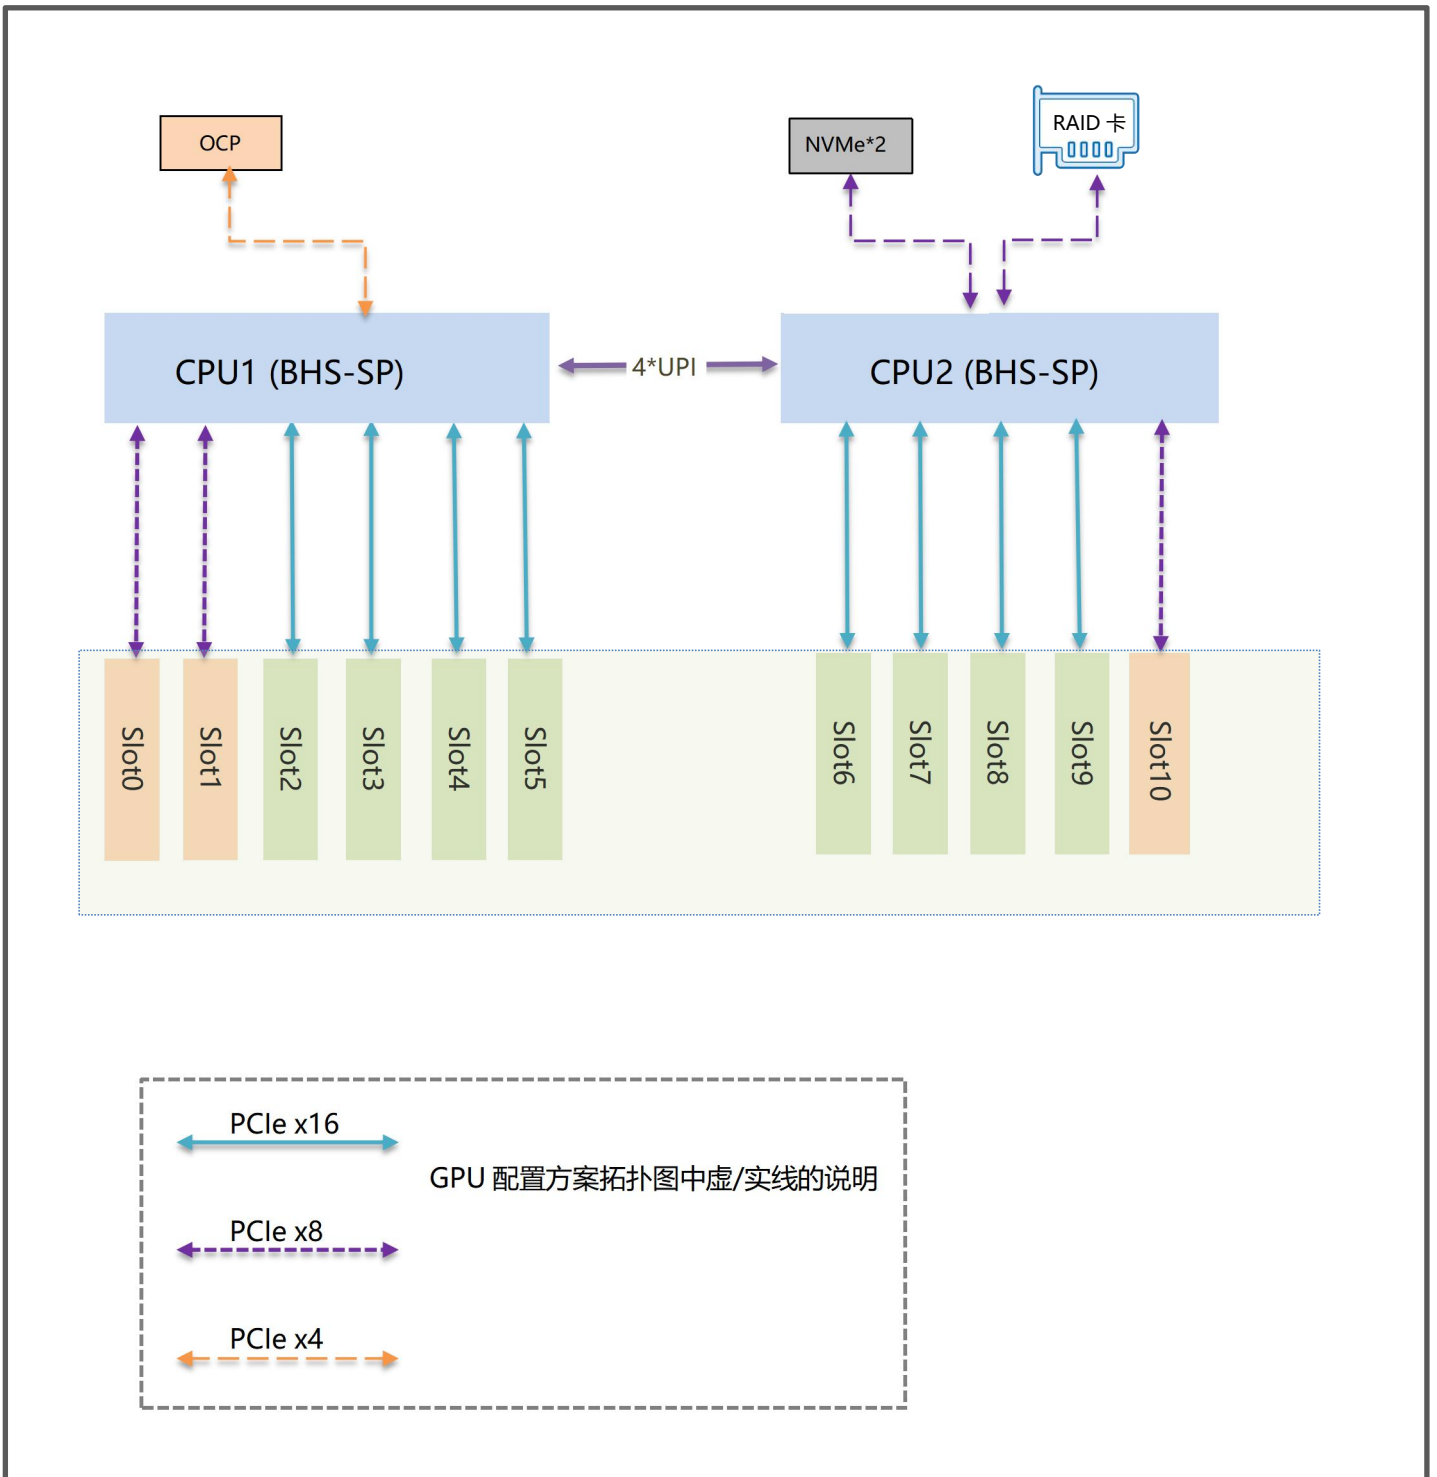 OCP
NVMe*2
RAID 卡
CPU1 (BHS-SP)
4*UPI
CPU2 (BHS-SP)
Slot0
Slot1
Slot2
Slot3
Slot4
Slot5
Slot6
Slot7
Slot8
Slot9
Slot10
PCIe x16
GPU 配置方案拓扑图中虚/实线的说明
PCIe x8
PCIe x4